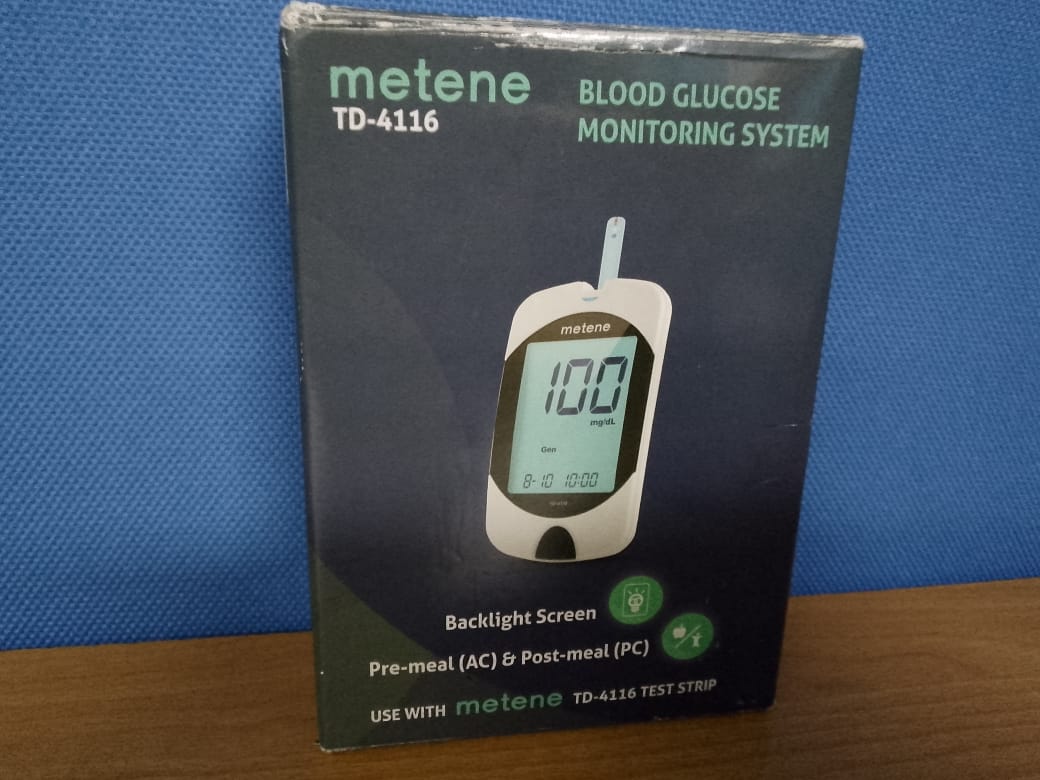 metene
TD-4116
BLOOD GLUCOSE
MONITORING SYSTEM
metene
100
mg/dL
Gen
8-10 10:00
Backlight Screen
Pre-meal (AC) & Post-meal (PC)
USE WITH metene TD-4116 TEST STRIP